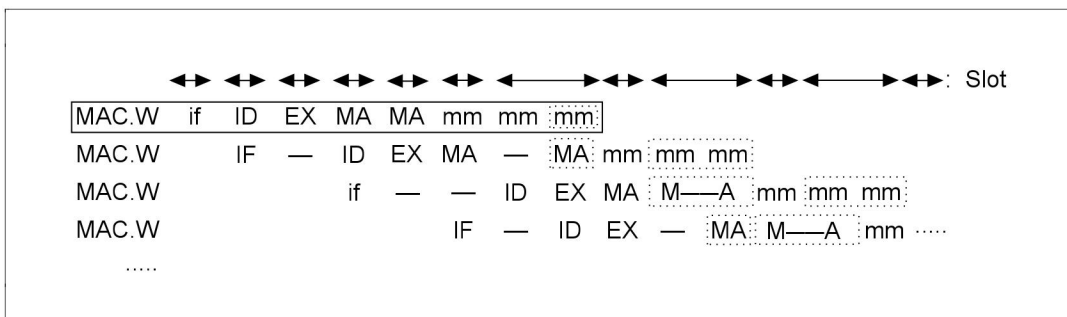 : Slot
MAC.W if ID EX MA MA mm mm mm
MAC.W IF — ID EX MA — MA mm mm mm
MAC.W if — — ID EX MA M——A mm mm mm
MAC.W IF — ID EX — MA M——A mm ·····
·····